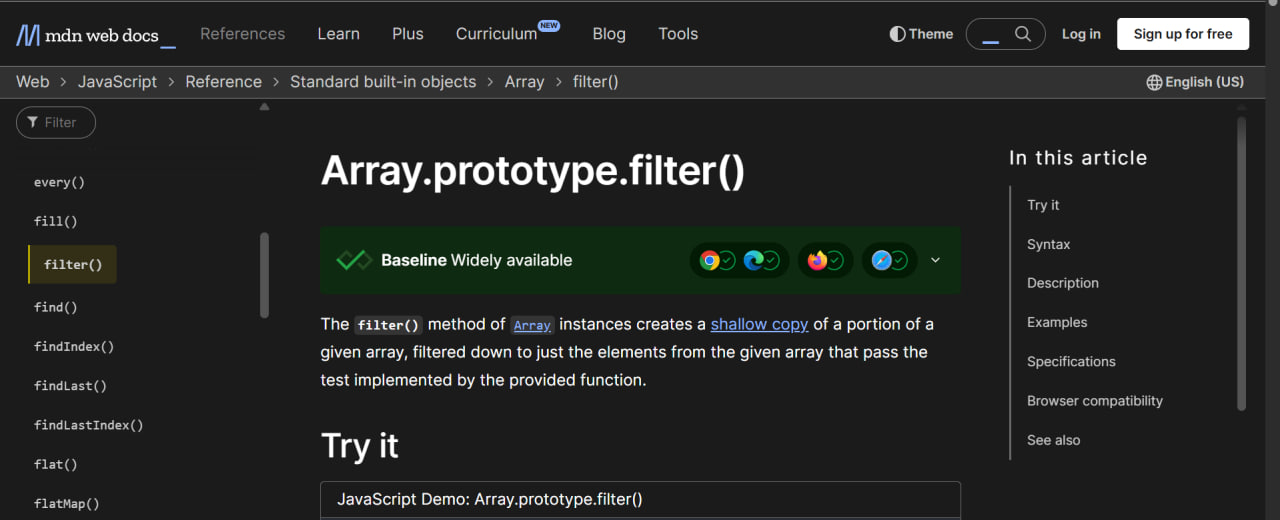 mdn web docs_
References
Learn
Plus
Curriculum NEW
Blog
Tools
Theme
Log in
Sign up for free
Web > JavaScript > Reference > Standard built-in objects > Array > filter()
English (US)
Filter
every()
fill()
filter()
find()
findIndex()
findLast()
findLastIndex()
flat()
flatMap()
Array.prototype.filter()
Baseline Widely available
The filter() method of Array instances creates a shallow copy of a portion of a
given array, filtered down to just the elements from the given array that pass the
test implemented by the provided function.
Try it
JavaScript Demo: Array.prototype.filter()
In this article
Try it
Syntax
Description
Examples
Specifications
Browser compatibility
See also